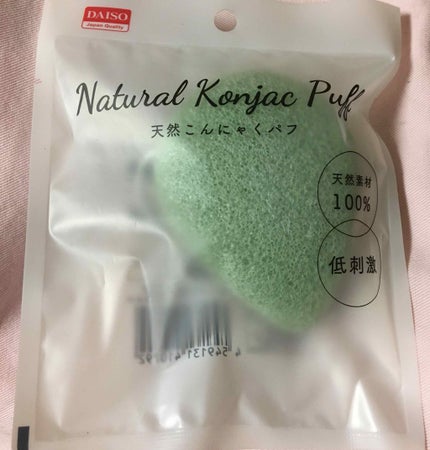 DAISO
Japan Quality
Natural Konjac Puff
天然こんにゃくパフ
天然素材
100%
低刺激